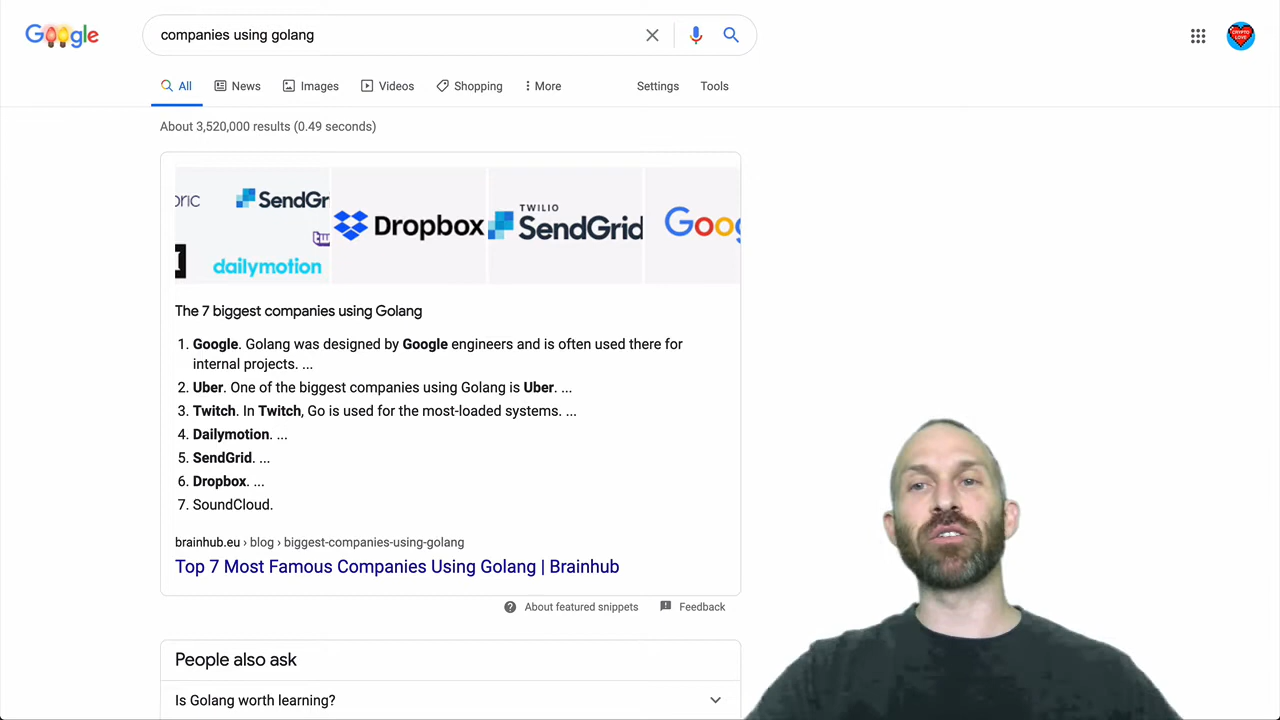 Google
companies using golang
CRYPTO
LOVE
All
News
Images
Videos
Shopping
More
Settings
Tools
About 3,520,000 results (0.49 seconds)
oric
SendGr
dailymotion
Dropbox
TWILIO
SendGrid
Goog
The 7 biggest companies using Golang
1. Google. Golang was designed by Google engineers and is often used there for
internal projects. ...
2. Uber. One of the biggest companies using Golang is Uber. ...
3. Twitch. In Twitch, Go is used for the most-loaded systems. ...
4. Dailymotion. ...
5. SendGrid. ...
6. Dropbox. ...
7. SoundCloud.
brainhub.eu › blog › biggest-companies-using-golang
Top 7 Most Famous Companies Using Golang | Brainhub
About featured snippets
Feedback
People also ask
Is Golang worth learning?